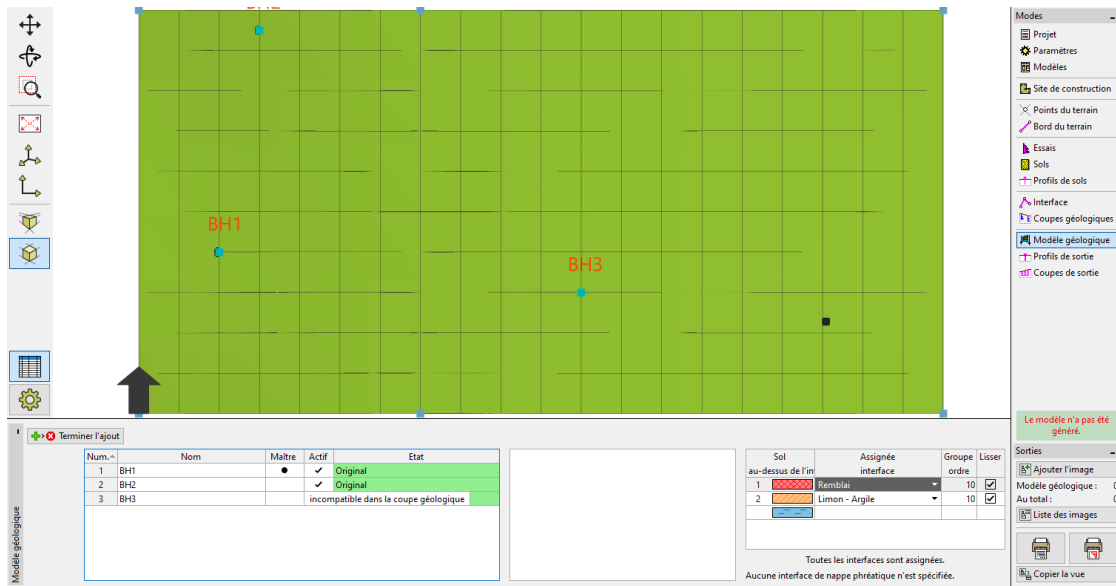 BH2
BH1
BH3
Modes
Projet
Paramètres
Modèles
Site de construction
Points du terrain
Bord du terrain
Essais
Sols
Profils de sols
Interface
Coupes géologiques
Modèle géologique
Profils de sortie
Coupes de sortie
Le modèle n'a pas été
généré.
Sorties
Ajouter l'image
Modèle géologique : 0
Au total : 0
Liste des images
Copier la vue
Modèle géologique
Terminer l'ajout
Num. Nom Maître Actif Etat
1 BH1 Original
2 BH2 Original
3 BH3 incompatible dans la coupe géologique
Sol Assignée Groupe Lisser
au-dessus de l'in interface ordre
1 Remblai 10
2 Limon - Argile 10
Toutes les interfaces sont assignées.
Aucune interface de nappe phréatique n'est spécifiée.